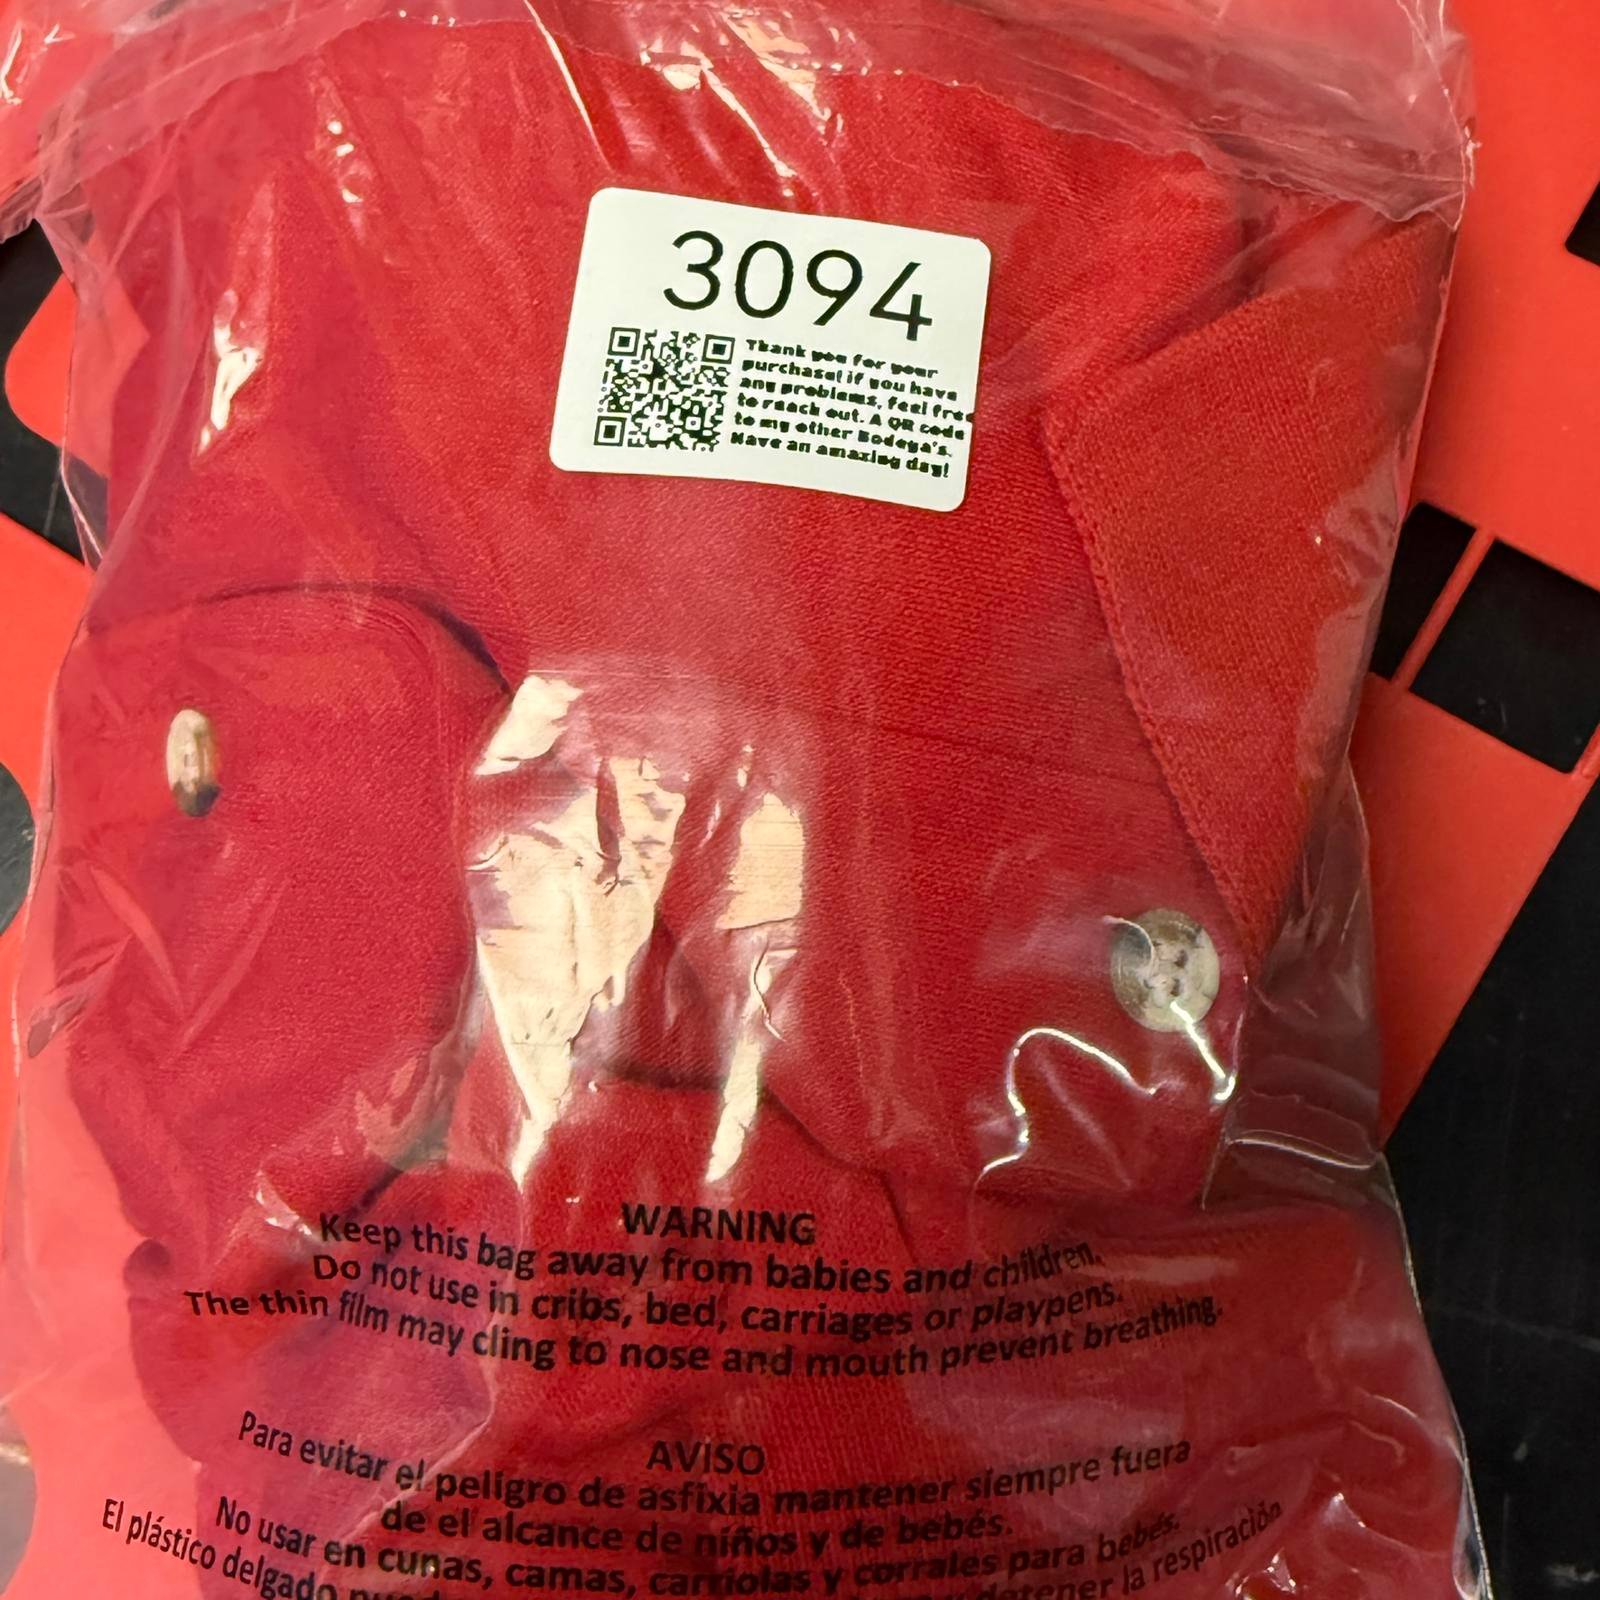 3094
Thank you for your
purchase! if you have
any problems, feel free
to reach out. A QR code
to my other Bodega's.
Have an amazing day!
WARNING
Keep this bag away from babies and children.
Do not use in cribs, bed, carriages or playpens.
The thin film may cling to nose and mouth prevent breathing.
AVISO
Para evitar el peligro de asfixia mantener siempre fuera
de el alcance de niños y de bebés.
No usar en cunas, camas, carriolas y corrales para bebés.
El plástico delgado detener la respiración